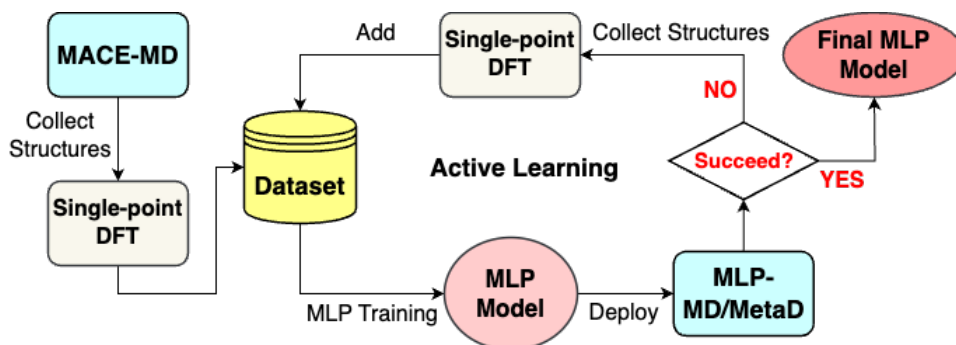 MACE-MD
Collect
Structures
Single-point
DFT
Add
Dataset
Single-point
DFT
Collect Structures
Final MLP
Model
NO
Active Learning
Succeed?
YES
MLP Training
MLP
Model
Deploy
MLP-
MD/MetaD